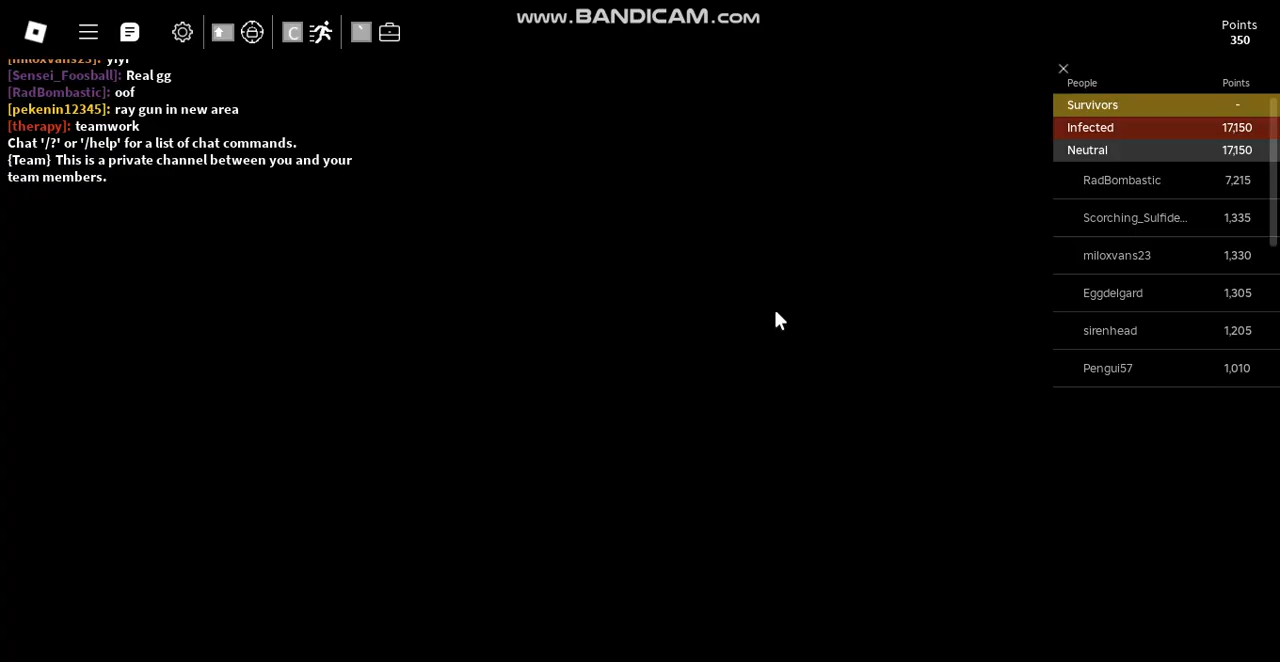 www.BANDICAM.com
Points
350
C
[miloxvans23]: yiyi
[Sensei_Foosball]: Real gg
[RadBombastic]: oof
[pekenin12345]: ray gun in new area
[therapy]: teamwork
Chat '/?' or '/help' for a list of chat commands.
{Team} This is a private channel between you and your
team members.
People Points
Survivors -
Infected 17,150
Neutral 17,150
RadBombastic 7,215
Scorching_Sulfide... 1,335
miloxvans23 1,330
Eggdelgard 1,305
sirenhead 1,205
Pengui57 1,010